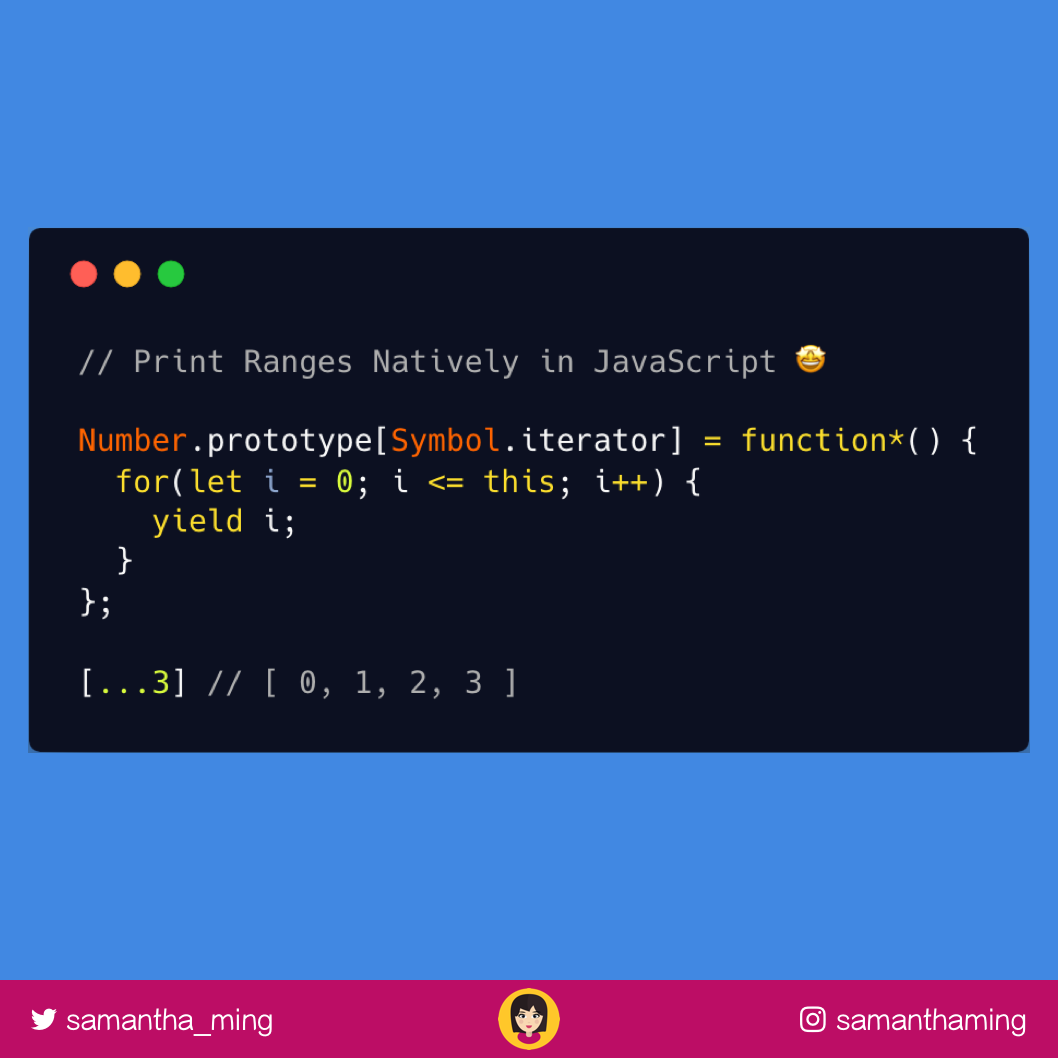 // Print Ranges Natively in JavaScript 🤩
Number.prototype[Symbol.iterator] = function*() {
  for(let i = 0; i <= this; i++) {
    yield i;
  }
};
[...3] // [ 0, 1, 2, 3 ]
samantha_ming
samanthaming